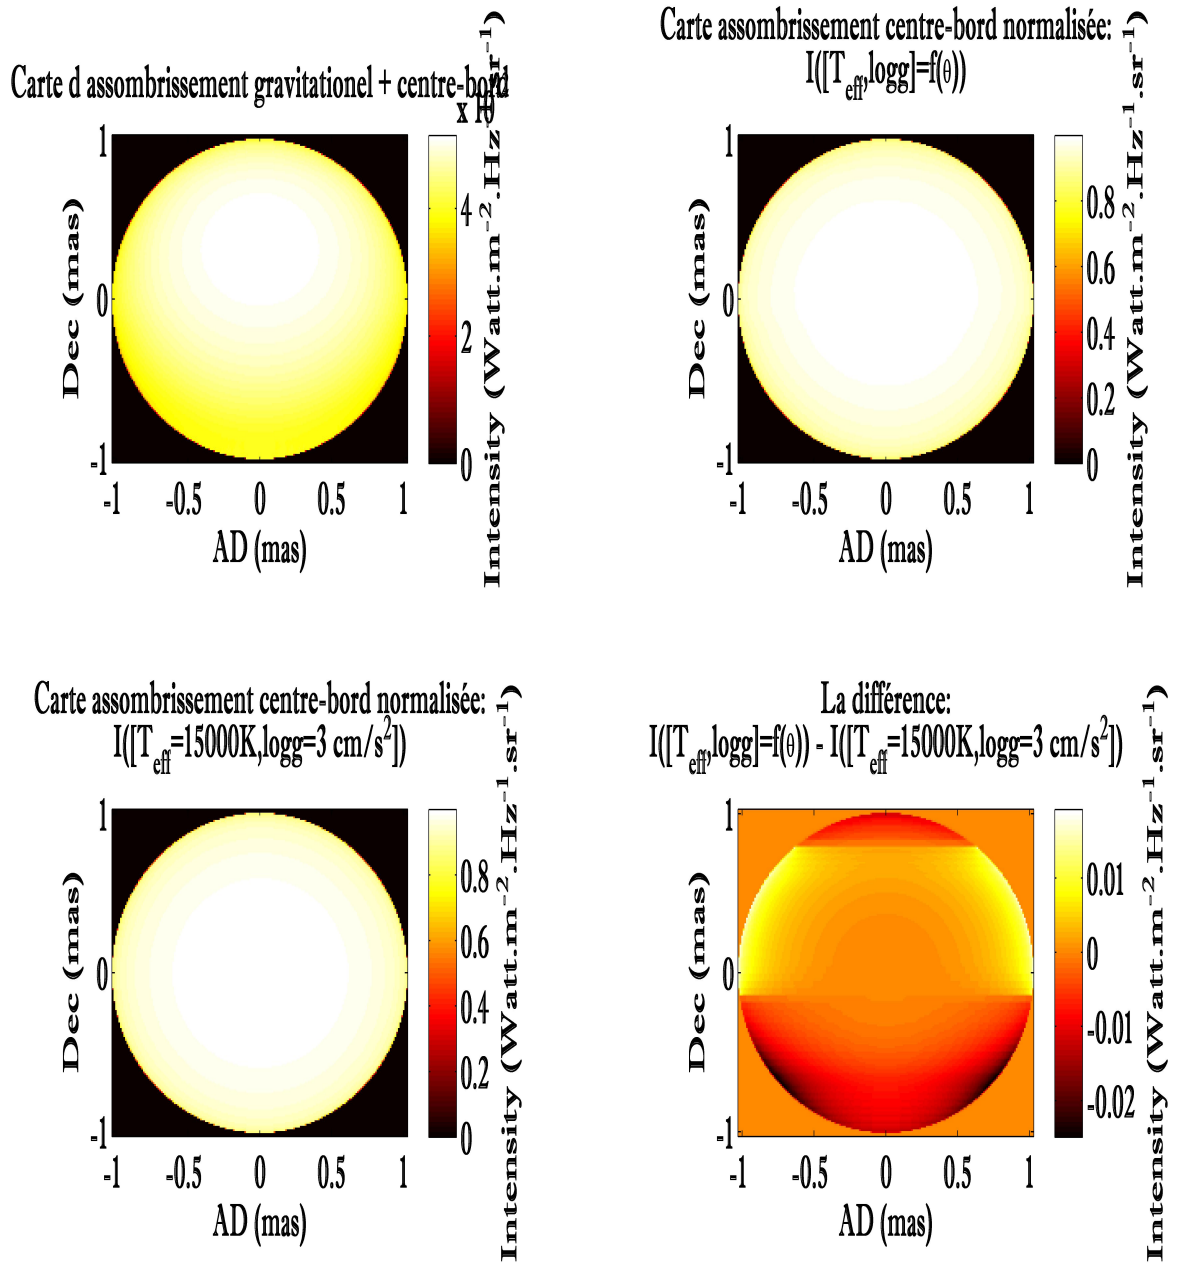 Carte d assombrissement gravitationel + centre-bord
x 10
1
0
-1
-1 -0.5 0 0.5 1
AD (mas)
Dec (mas)
4
2
0
Intensity (Watt.m⁻².Hz⁻¹.sr⁻¹)
Carte assombrissement centre-bord normalisée:
I([T_eff,logg]=f(θ))
1
0
-1
-1 -0.5 0 0.5 1
AD (mas)
Dec (mas)
0.8
0.6
0.4
0.2
0
Intensity (Watt.m⁻².Hz⁻¹.sr⁻¹)
Carte assombrissement centre-bord normalisée:
I([T_eff=15000K,logg=3 cm/s²])
1
0
-1
-1 -0.5 0 0.5 1
AD (mas)
Dec (mas)
0.8
0.6
0.4
0.2
0
Intensity (Watt.m⁻².Hz⁻¹.sr⁻¹)
La différence:
I([T_eff,logg]=f(θ)) - I([T_eff=15000K,logg=3 cm/s²])
1
0
-1
-1 -0.5 0 0.5 1
AD (mas)
Dec (mas)
0.01
0
-0.01
-0.02
Intensity (Watt.m⁻².Hz⁻¹.sr⁻¹)